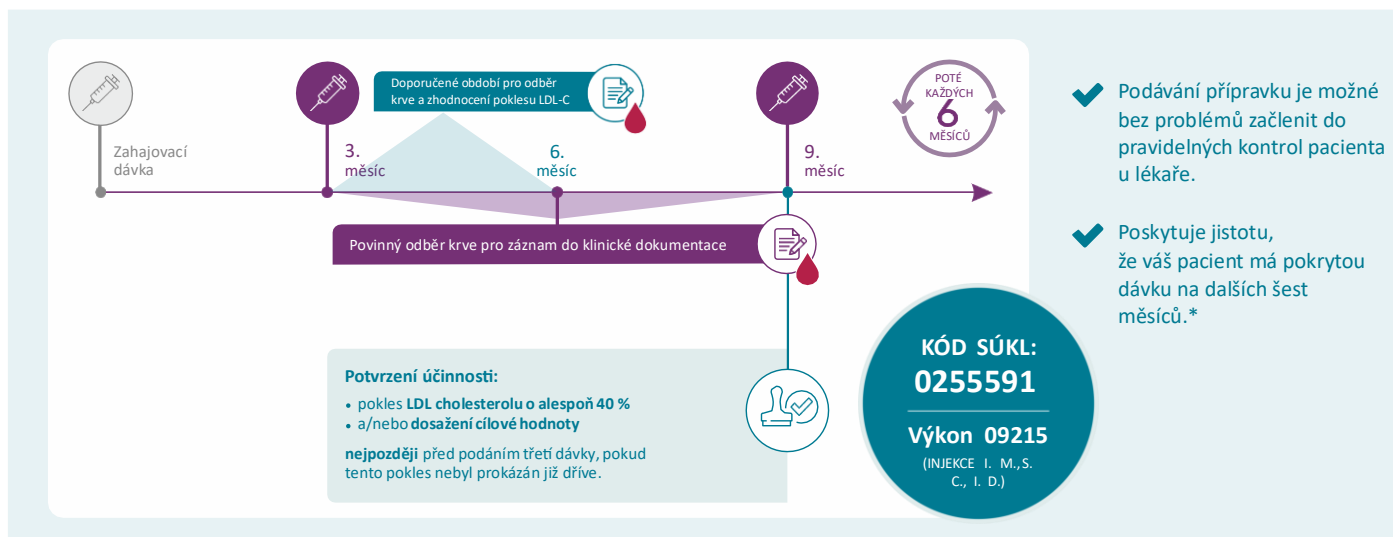 Zahajovací
dávka
3.
měsíc
Doporučené období pro odběr
krve a zhodnocení poklesu LDL-C
6.
měsíc
9.
měsíc
POTÉ
KAŽDÝCH
6
MĚSÍCŮ
Povinný odběr krve pro záznam do klinické dokumentace
Potvrzení účinnosti:
• pokles LDL cholesterolu o alespoň 40 %
• a/nebo dosažení cílové hodnoty
nejpozději před podáním třetí dávky, pokud
tento pokles nebyl prokázán již dříve.
KÓD SÚKL:
0255591
Výkon 09215
(INJEKCE I. M., S.
C., I. D.)
Podávání přípravku je možné
bez problémů začlenit do
pravidelných kontrol pacienta
u lékaře.
Poskytuje jistotu,
že váš pacient má pokrytou
dávku na dalších šest
měsíců.*